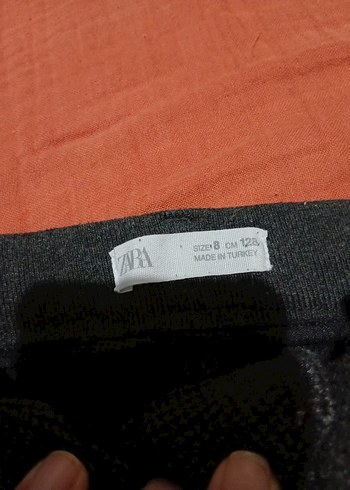 ZARA
SIZE 8 CM 128
MADE IN TURKEY